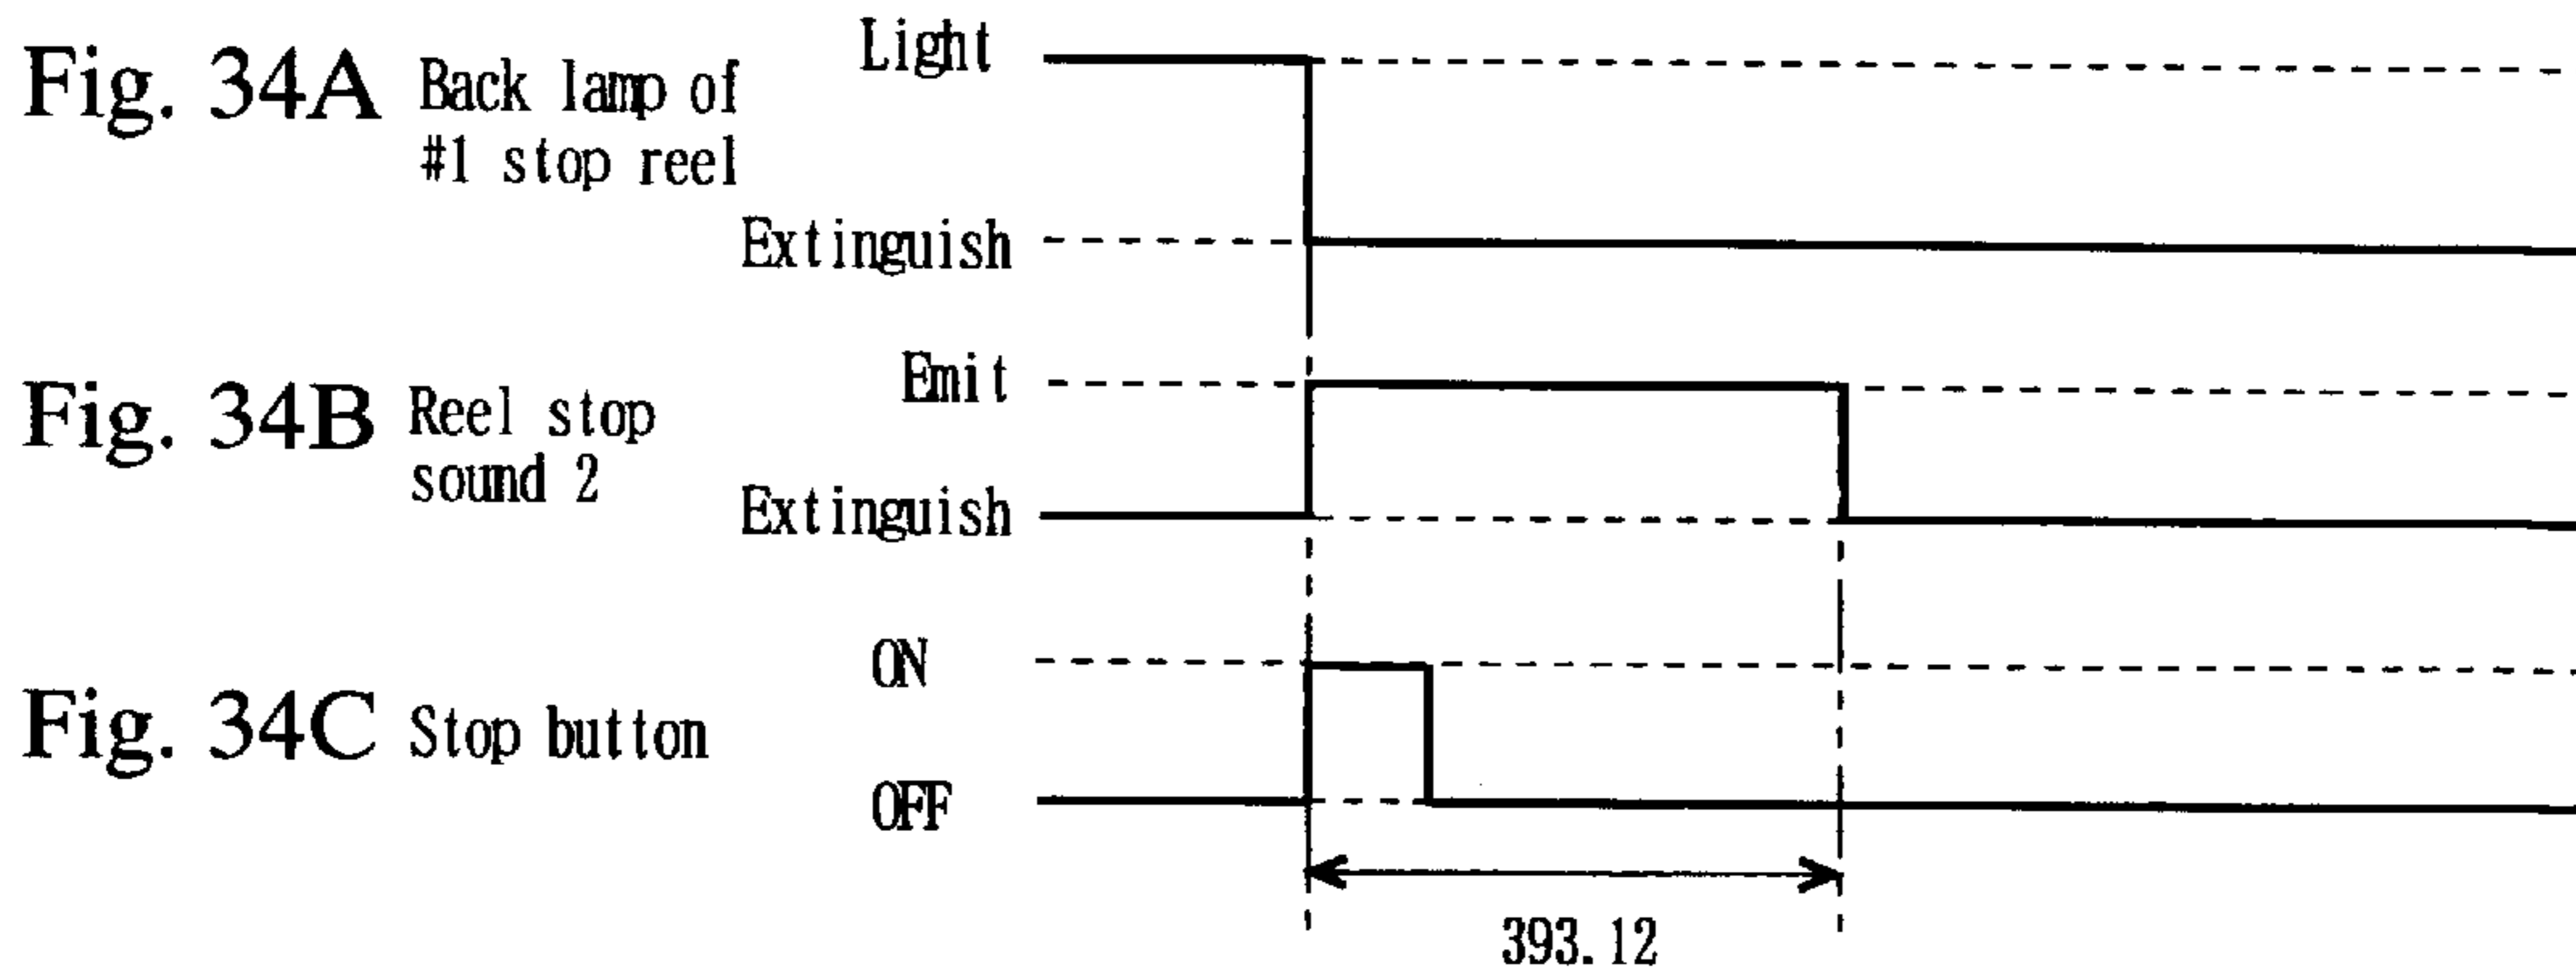 Fig. 34A Back lamp of
#1 stop reel
Light
Extinguish
Fig. 34B Reel stop
sound 2
Emit
Extinguish
Fig. 34C Stop button
ON
OFF
393.12